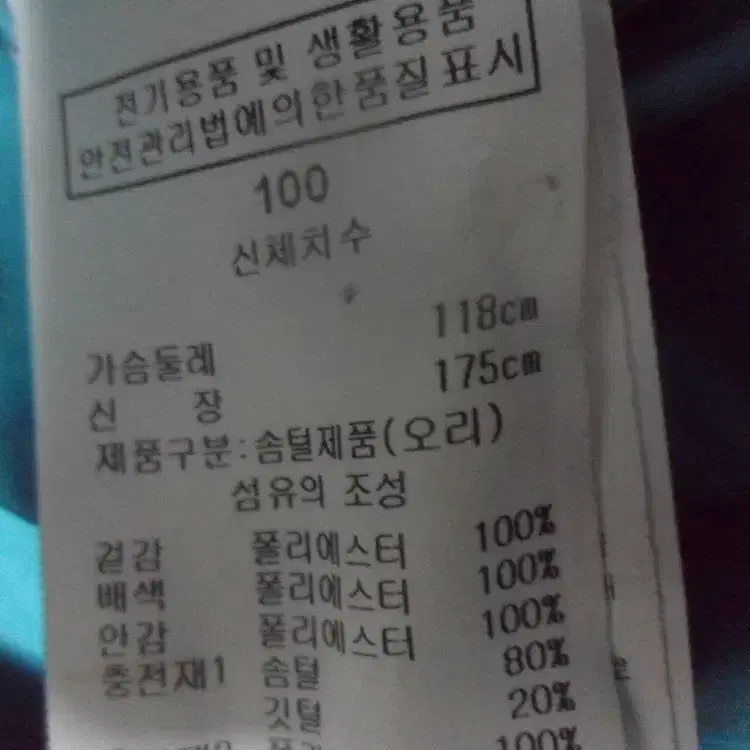 전기용품 및 생활용품
안전관리법에의한품질표시
100
신체치수
가슴둘레 118cm
신 장 175cm
제품구분:솜털제품(오리)
섬유의 조성
겉감 폴리에스터 100%
배색 폴리에스터 100%
안감 폴리에스터 100%
충전재1 솜털 80%
깃털 20%
100%